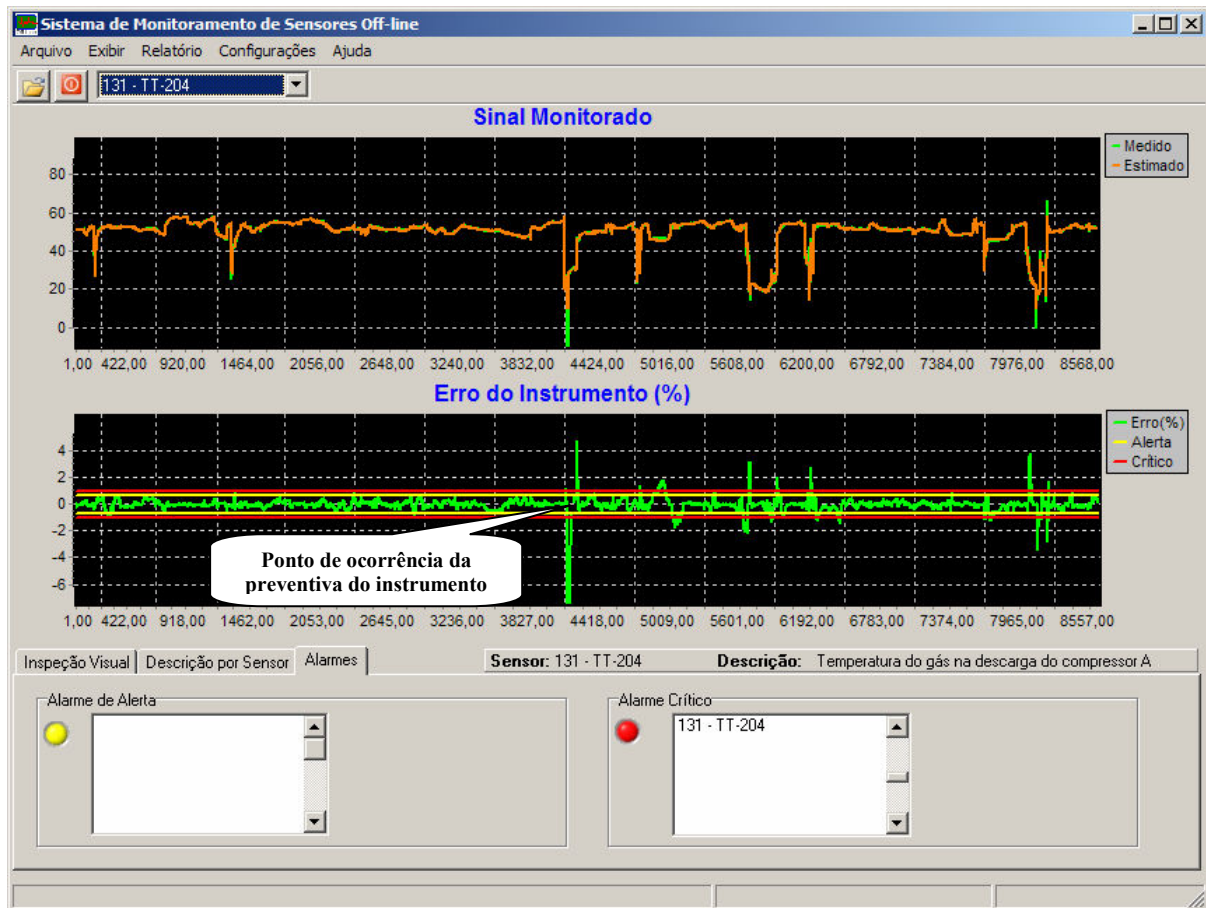 Sistema de Monitoramento de Sensores Off-line
Arquivo Exibir Relatório Configurações Ajuda
131 - TT-204
Sinal Monitorado
Medido
Estimado
80
60
40
20
0
1,00 422,00 920,00 1464,00 2056,00 2648,00 3240,00 3832,00 4424,00 5016,00 5608,00 6200,00 6792,00 7384,00 7976,00 8568,00
Erro do Instrumento (%)
Erro(%)
Alerta
Crítico
4
2
0
-2
-4
-6
Ponto de ocorrência da
preventiva do instrumento
1,00 422,00 918,00 1462,00 2053,00 2645,00 3236,00 3827,00 4418,00 5009,00 5601,00 6192,00 6783,00 7374,00 7965,00 8557,00
Inspeção Visual Descrição por Sensor Alarmes
Sensor: 131 - TT-204 Descrição: Temperatura do gás na descarga do compressor A
Alarme de Alerta
Alarme Crítico
131 - TT-204